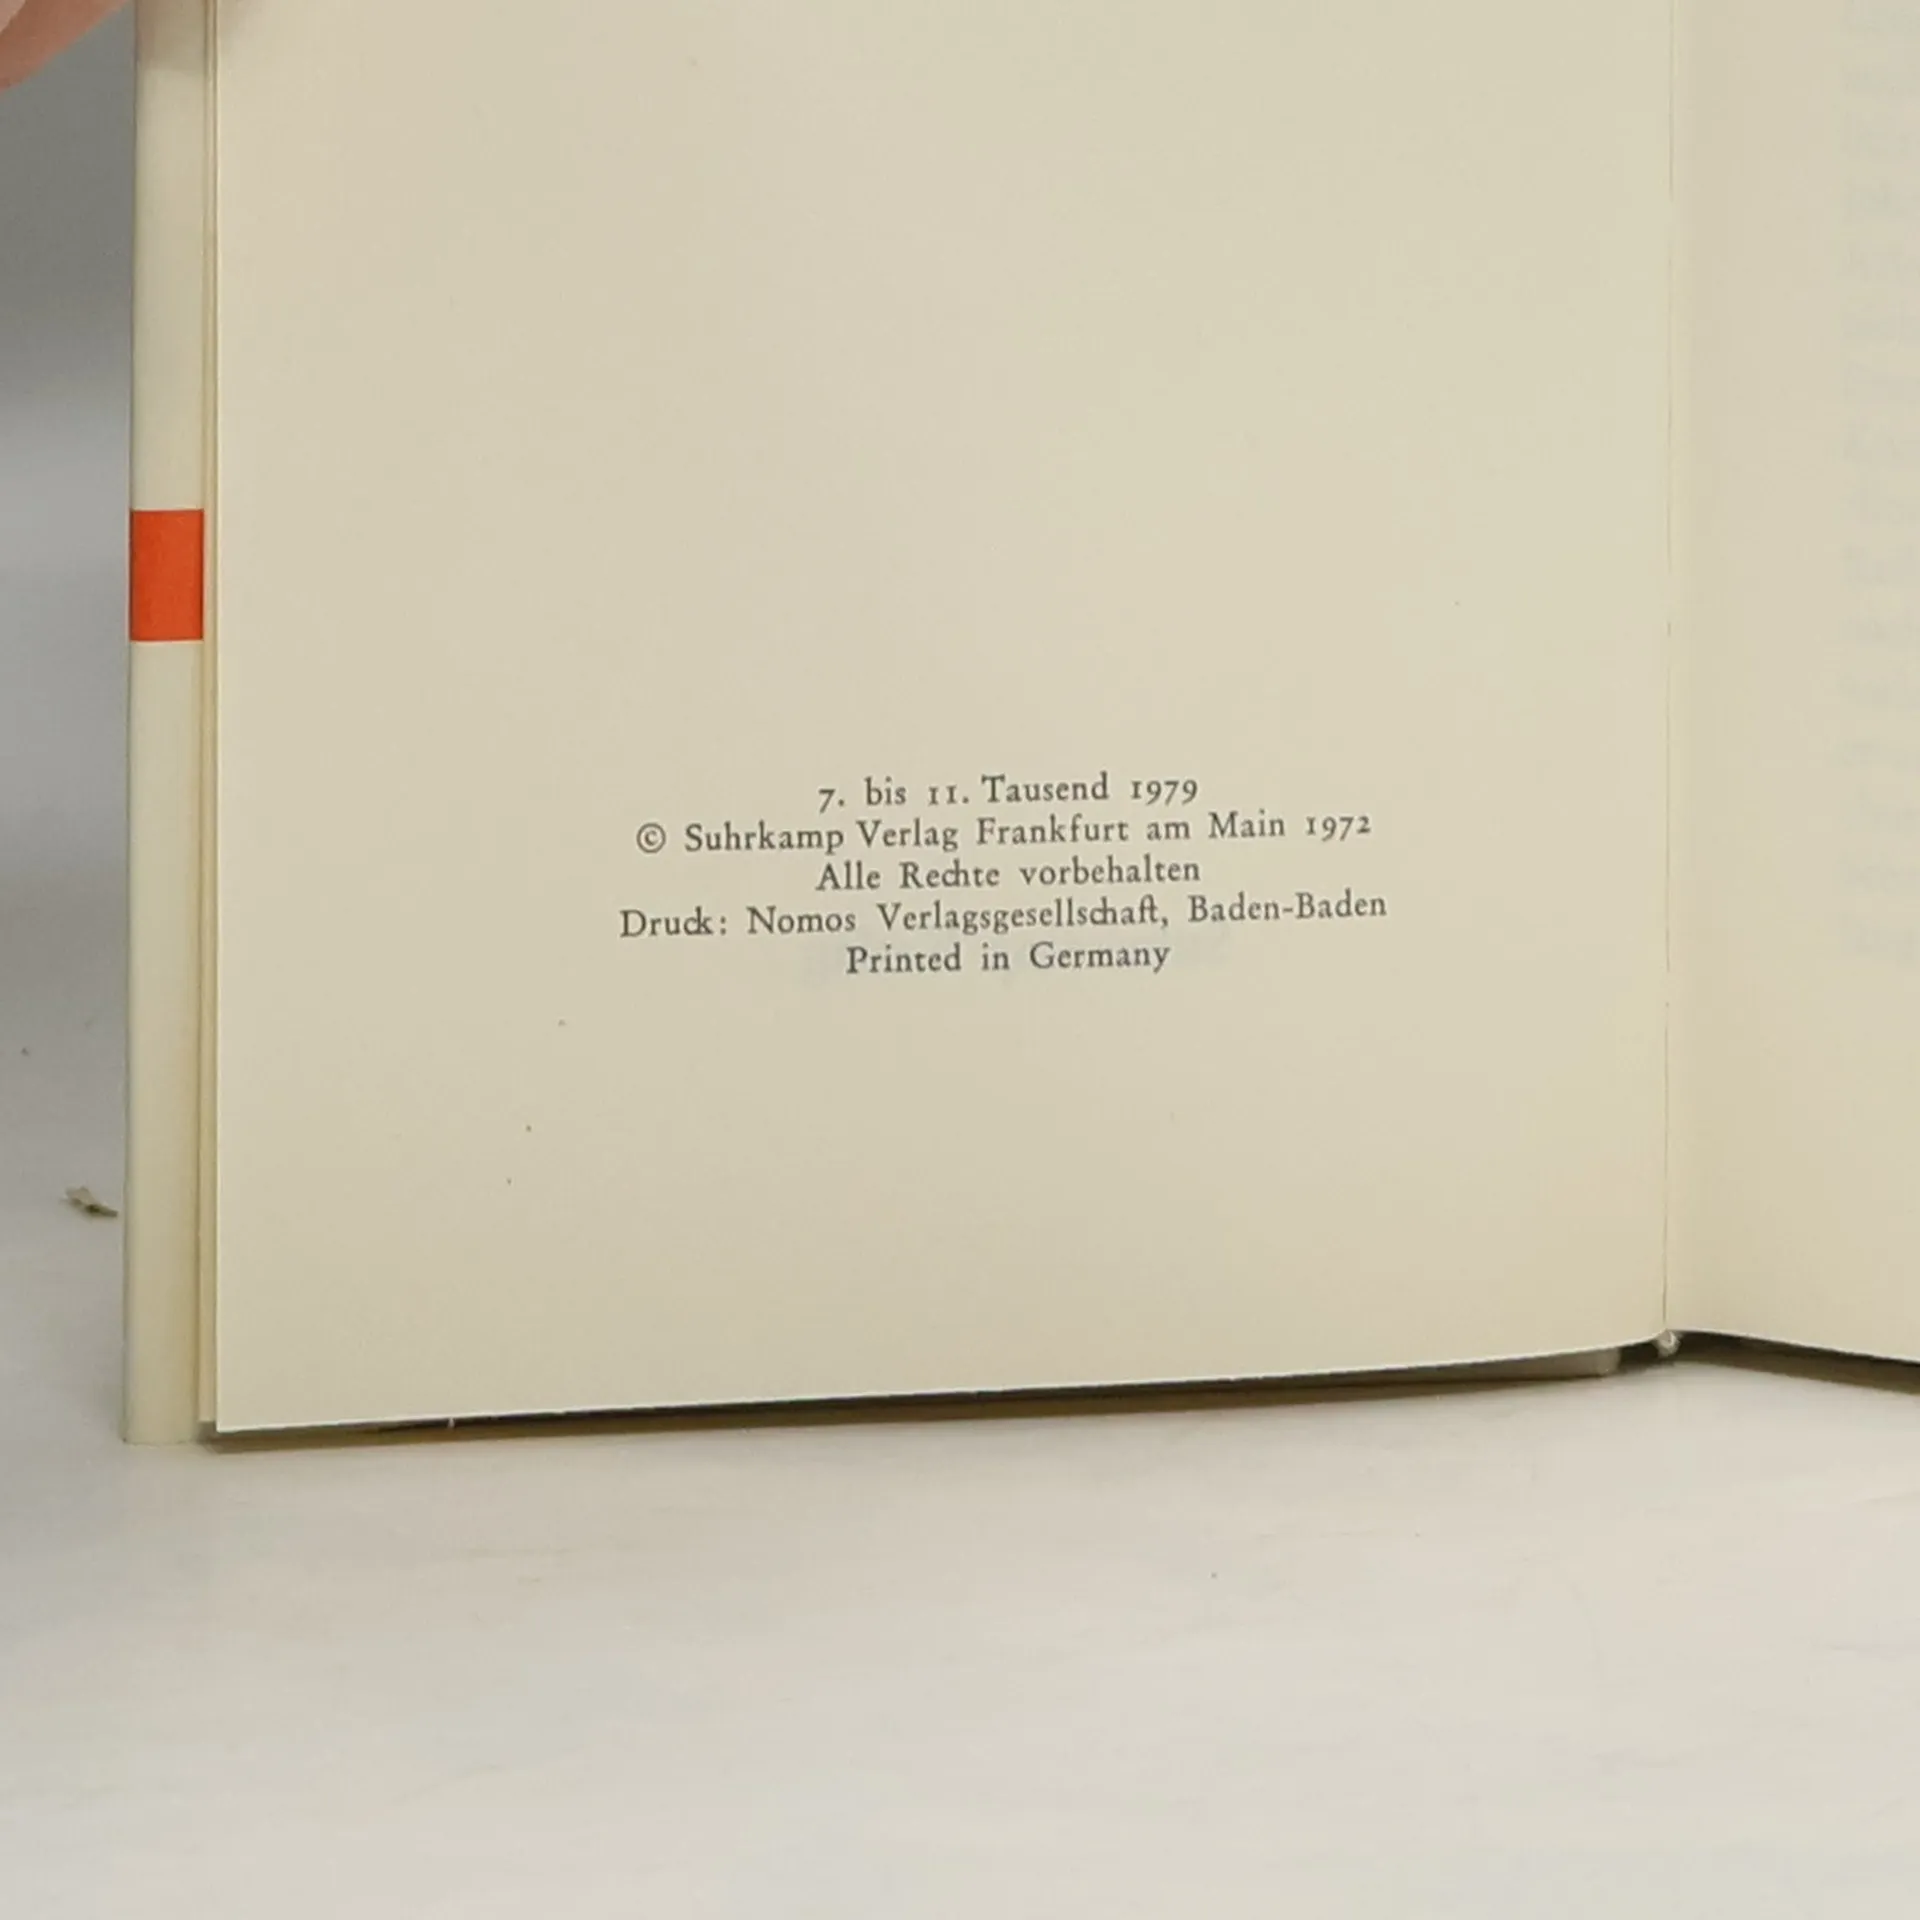 7. bis 11. Tausend 1979
© Suhrkamp Verlag Frankfurt am Main 1972
Alle Rechte vorbehalten
Druck: Nomos Verlagsgesellschaft, Baden-Baden
Printed in Germany